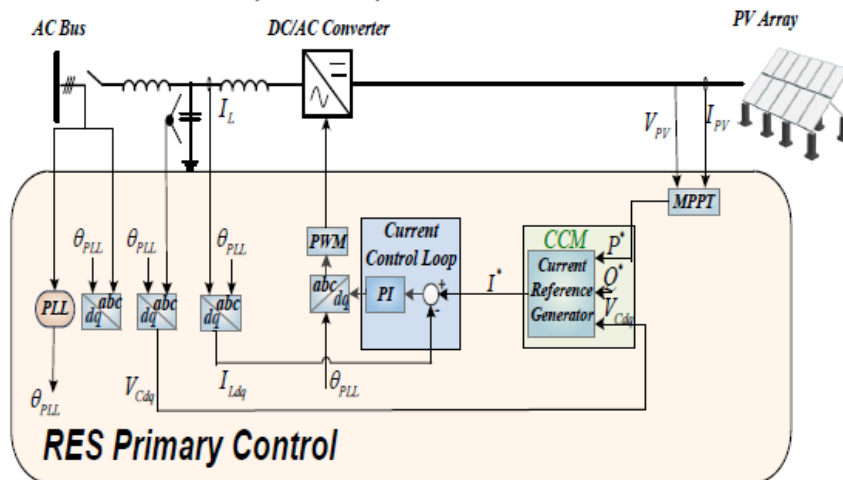 AC Bus
DC/AC Converter
PV Array
I_L
V_PV
I_PV
MPPT
θ_PLL
θ_PLL
θ_PLL
PWM
Current
Control Loop
CCM
P*
Current
Reference
Generator
Q*
V_Cdq
I*
PLL
abc
dq
abc
dq
abc
dq
abc
dq
PI
+
-
θ_PLL
V_Cdq
I_Ldq
θ_PLL
RES Primary Control